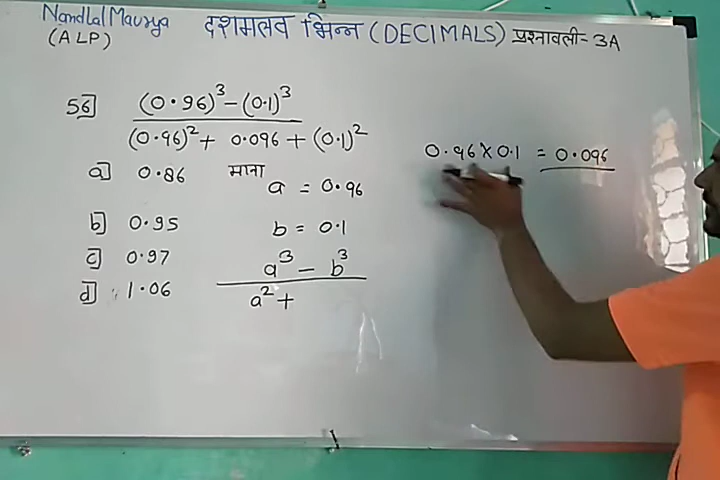 Nandlal Maurya दशमलव भिन्न (DECIMALS) प्रश्नावली-3A
(ALP)
56] (0.96)³-(0.1)³
(0.96)²+ 0.096 + (0.1)²
0.96 × 0.1 = 0.096
a] 0.86 माना
a = 0.96
b] 0.95 b = 0.1
c] 0.97 a³ - b³
d] 1.06 a² +